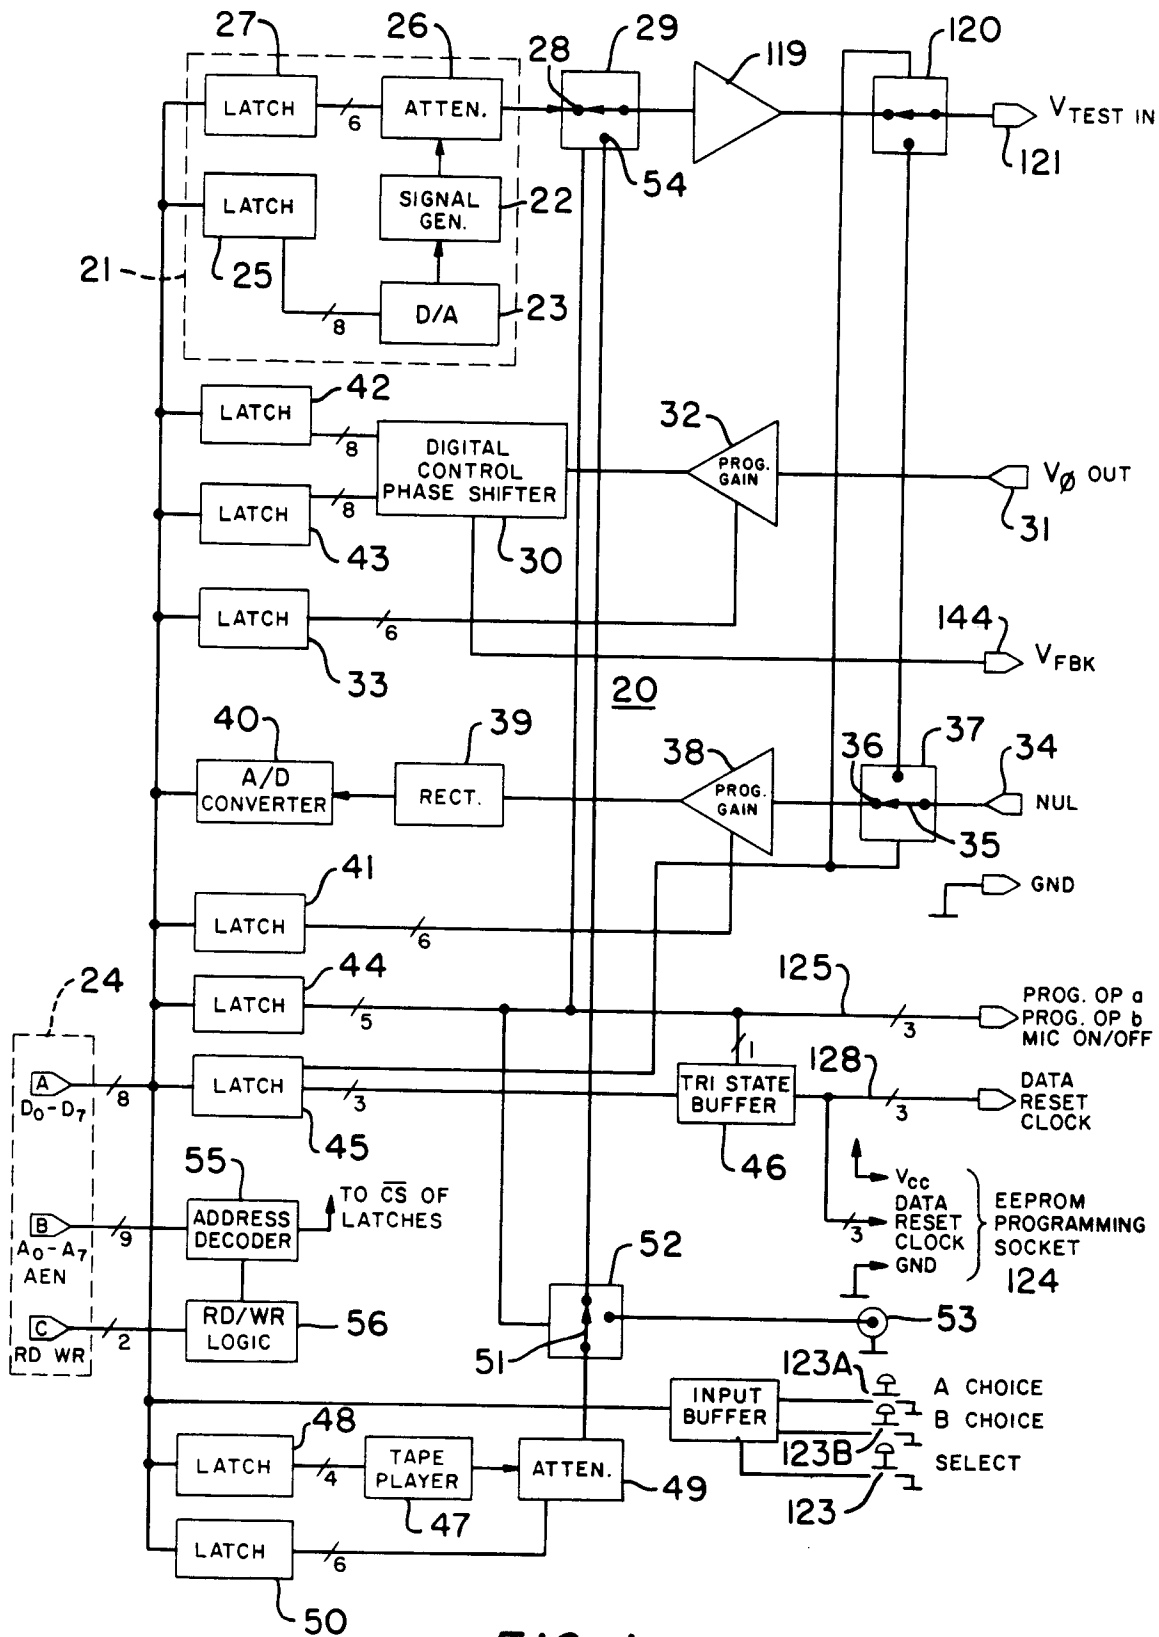 27
26
29
28
119
120
LATCH
6
ATTEN.
V TEST IN
54
121
LATCH
SIGNAL
GEN.
22
21
25
8
D/A
23
42
LATCH
8
DIGITAL
CONTROL
PHASE SHIFTER
32
PROG.
GAIN
VØ OUT
31
LATCH
8
43
30
LATCH
6
33
144
V FBK
20
40
39
38
36
37
34
A/D
CONVERTER
RECT.
PROG.
GAIN
NUL
35
41
GND
LATCH
6
24
44
LATCH
5
125
3
PROG. OP a
PROG. OP b
MIC ON/OFF
1
A
D0-D7
8
LATCH
3
45
TRI STATE
BUFFER
46
128
3
DATA
RESET
CLOCK
55
TO CS OF
LATCHES
VCC
DATA
RESET
CLOCK
3
GND
EEPROM
PROGRAMMING
SOCKET
124
B
A0-A7
AEN
9
ADDRESS
DECODER
52
C
RD WR
2
RD/WR
LOGIC
56
51
53
123A
A CHOICE
INPUT
BUFFER
B CHOICE
123B
SELECT
123
48
LATCH
4
TAPE
PLAYER
47
ATTEN.
49
LATCH
6
50